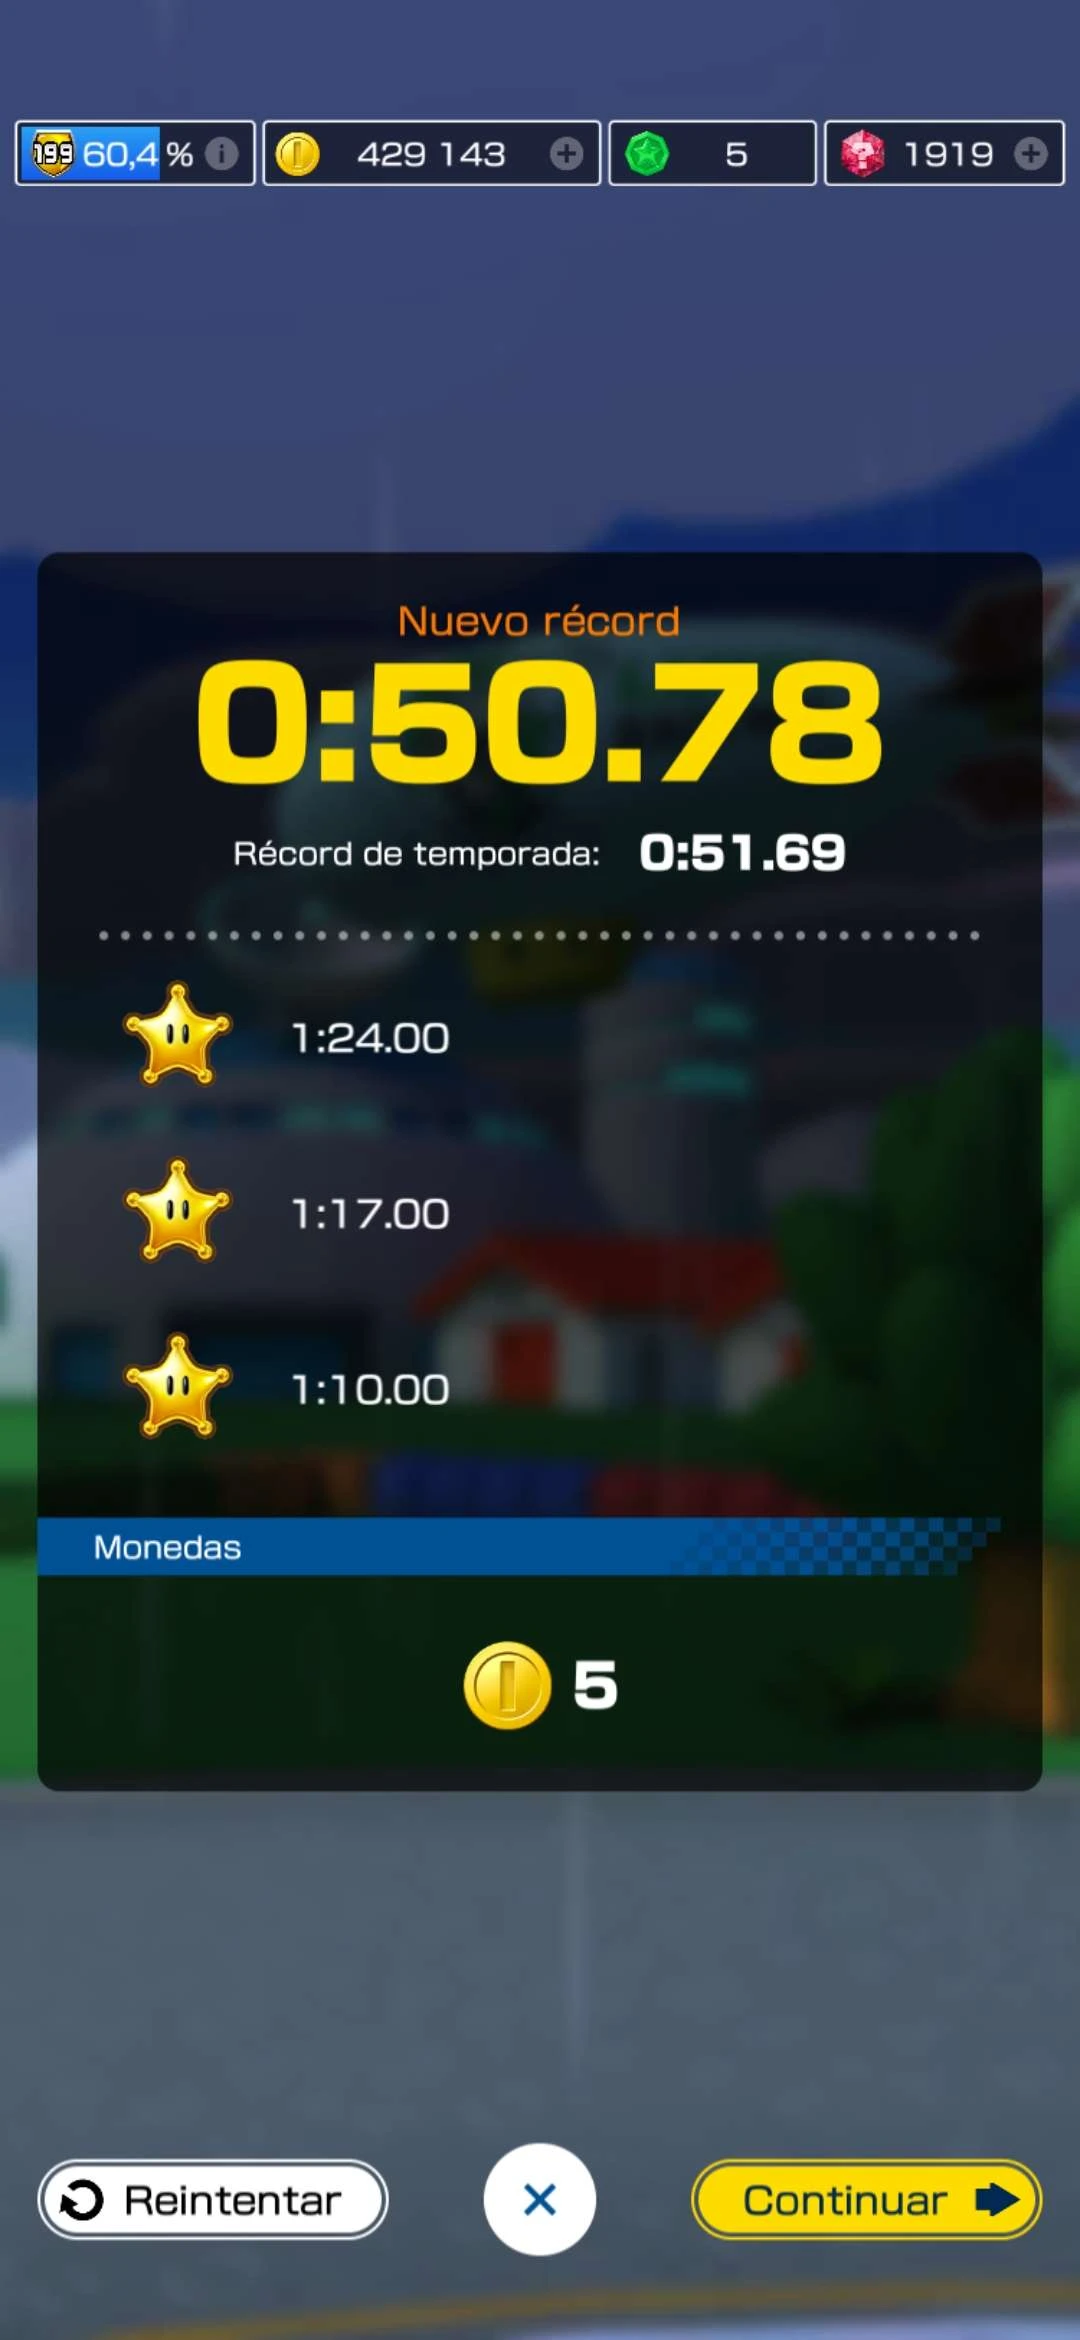 199 60,4 % i 429 143 + 5 1919 +
Nuevo récord
0:50.78
Récord de temporada: 0:51.69
1:24.00
1:17.00
1:10.00
Monedas
5
Reintentar × Continuar